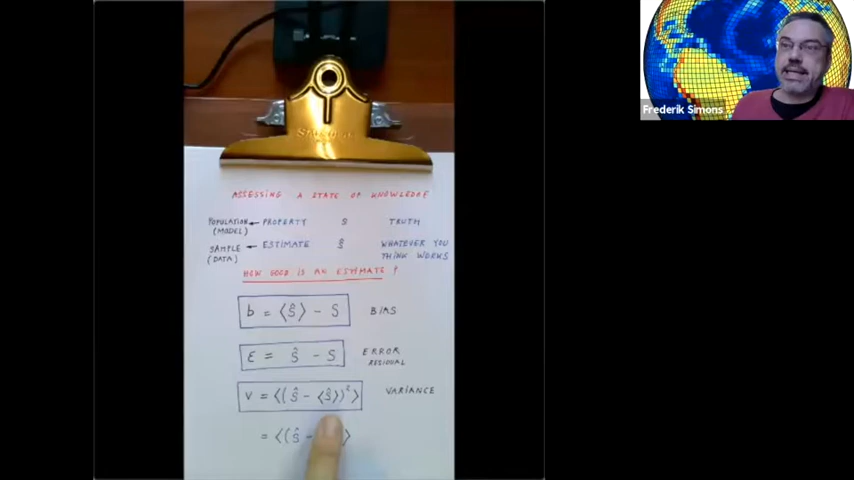 Frederik Simons
ASSESSING A STATE OF KNOWLEDGE
POPULATION ← PROPERTY S TRUTH
(MODEL)
SAMPLE ← ESTIMATE ŝ WHATEVER YOU
(DATA) THINK WORKS
HOW GOOD IS AN ESTIMATE ?
b = ⟨ŝ⟩ - S BIAS
ε = ŝ - S ERROR
RESIDUAL
v = ⟨(ŝ - ⟨ŝ⟩)²⟩ VARIANCE
= ⟨(ŝ -